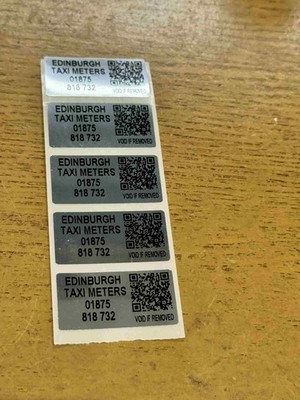 EDINBURGH
TAXI METERS
01875
818 732
VOID IF REMOVED
EDINBURGH
TAXI METERS
01875
818 732
VOID IF REMOVED
EDINBURGH
TAXI METERS
01875
818 732
VOID IF REMOVED
EDINBURGH
TAXI METERS
01875
818 732
VOID IF REMOVED
EDINBURGH
TAXI METERS
01875
818 732
VOID IF REMOVED